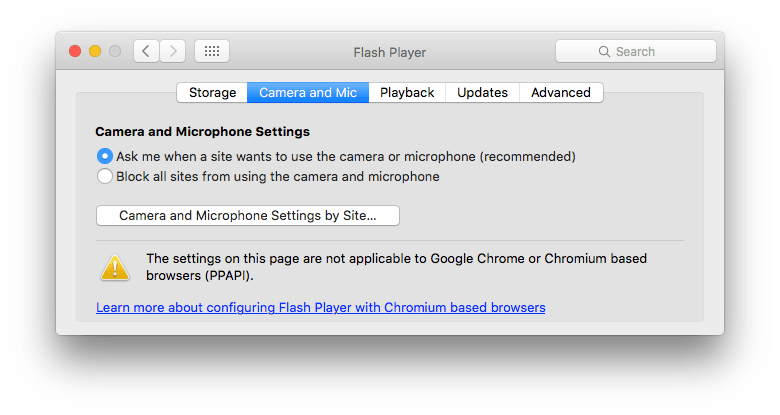 Flash Player
Search
Storage
Camera and Mic
Playback
Updates
Advanced
Camera and Microphone Settings
Ask me when a site wants to use the camera or microphone (recommended)
Block all sites from using the camera and microphone
Camera and Microphone Settings by Site...
The settings on this page are not applicable to Google Chrome or Chromium based
browsers (PPAPI).
Learn more about configuring Flash Player with Chromium based browsers